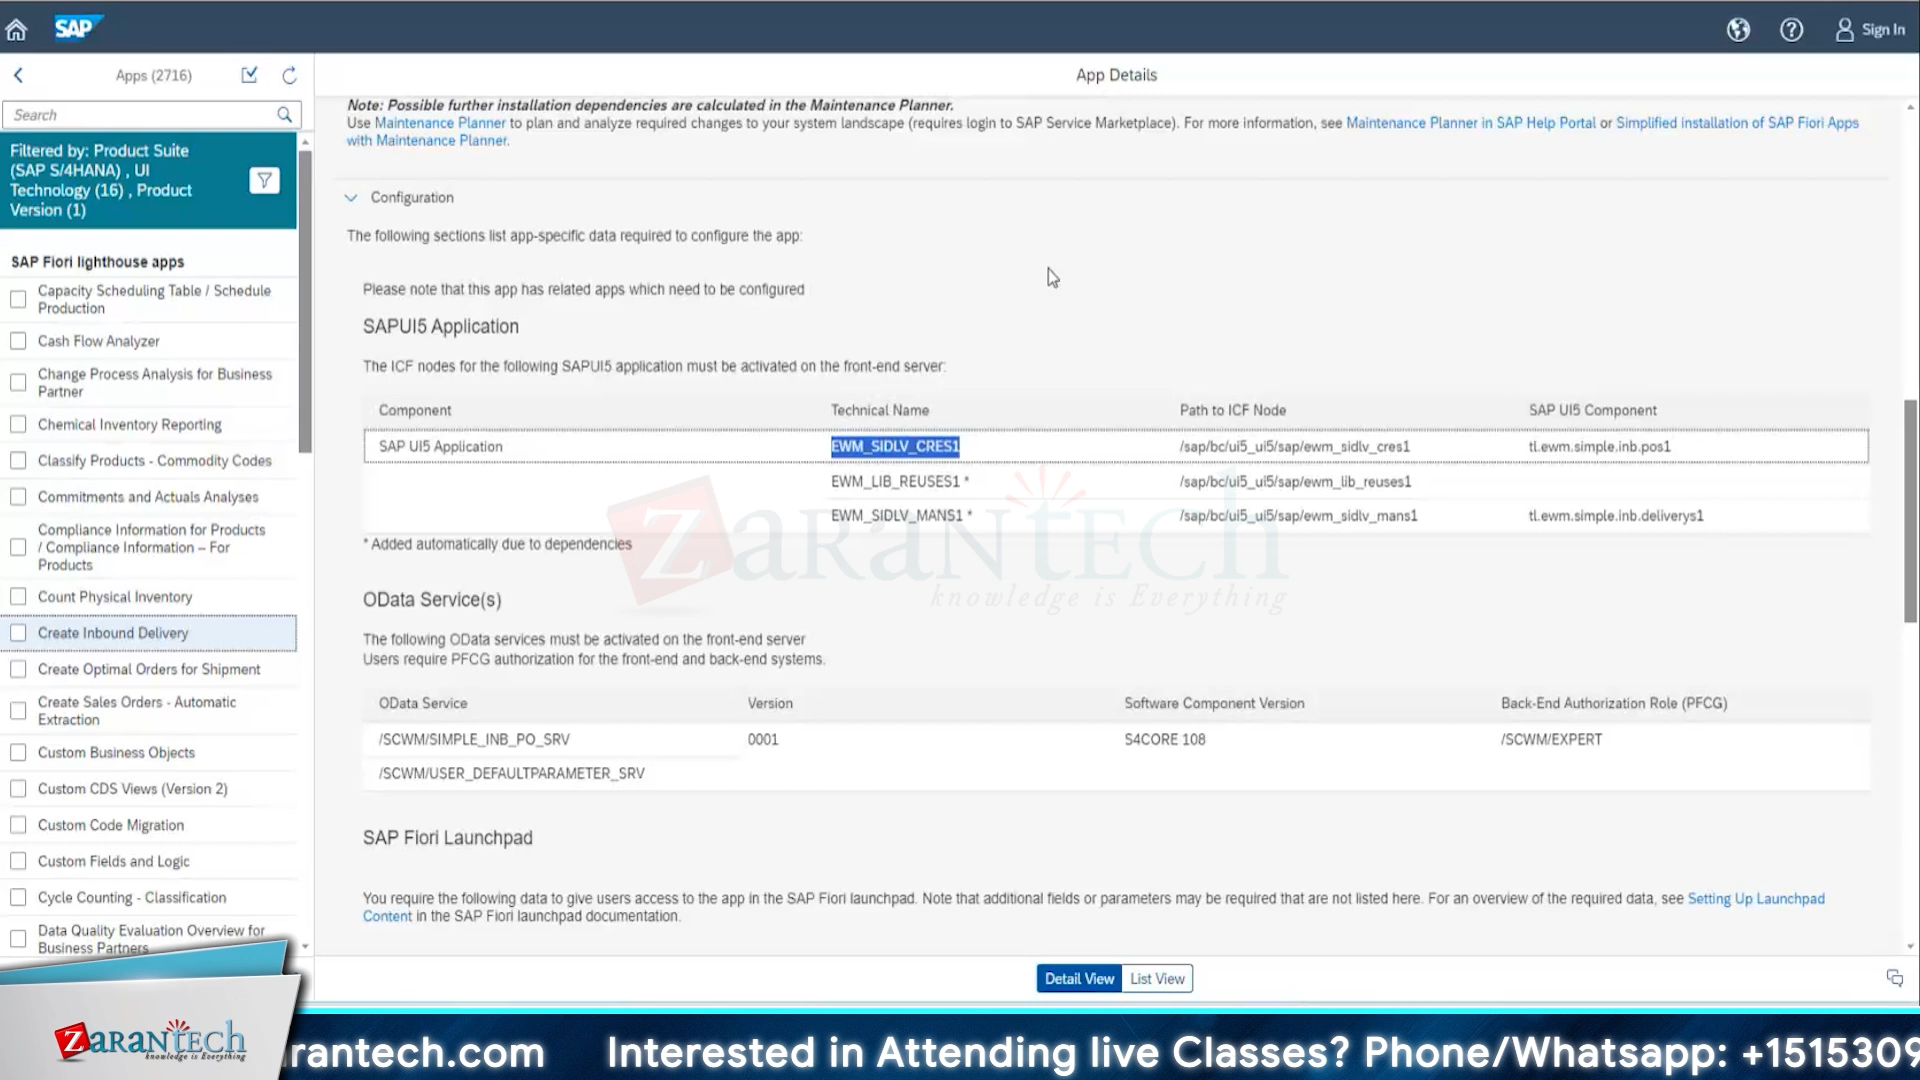 SAP
Sign In
Apps (2716)
App Details
Search
Filtered by: Product Suite
(SAP S/4HANA) , UI
Technology (16) , Product
Version (1)
SAP Fiori lighthouse apps
Capacity Scheduling Table / Schedule
Production
Cash Flow Analyzer
Change Process Analysis for Business
Partner
Chemical Inventory Reporting
Classify Products - Commodity Codes
Commitments and Actuals Analyses
Compliance Information for Products
/ Compliance Information – For
Products
Count Physical Inventory
Create Inbound Delivery
Create Optimal Orders for Shipment
Create Sales Orders - Automatic
Extraction
Custom Business Objects
Custom CDS Views (Version 2)
Custom Code Migration
Custom Fields and Logic
Cycle Counting - Classification
Data Quality Evaluation Overview for
Business Partners
Note: Possible further installation dependencies are calculated in the Maintenance Planner.
Use Maintenance Planner to plan and analyze required changes to your system landscape (requires login to SAP Service Marketplace). For more information, see Maintenance Planner in SAP Help Portal or Simplified installation of SAP Fiori Apps
with Maintenance Planner.
Configuration
The following sections list app-specific data required to configure the app:
Please note that this app has related apps which need to be configured
SAPUI5 Application
The ICF nodes for the following SAPUI5 application must be activated on the front-end server:
Component Technical Name Path to ICF Node SAP UI5 Component
SAP UI5 Application EWM_SIDLV_CRES1 /sap/bc/ui5_ui5/sap/ewm_sidlv_cres1 tl.ewm.simple.inb.pos1
EWM_LIB_REUSES1 * /sap/bc/ui5_ui5/sap/ewm_lib_reuses1
EWM_SIDLV_MANS1 * /sap/bc/ui5_ui5/sap/ewm_sidlv_mans1 tl.ewm.simple.inb.deliverys1
* Added automatically due to dependencies
ZaRaNTech
knowledge is Everything
OData Service(s)
The following OData services must be activated on the front-end server
Users require PFCG authorization for the front-end and back-end systems.
OData Service Version Software Component Version Back-End Authorization Role (PFCG)
/SCWM/SIMPLE_INB_PO_SRV 0001 S4CORE 108 /SCWM/EXPERT
/SCWM/USER_DEFAULTPARAMETER_SRV
SAP Fiori Launchpad
You require the following data to give users access to the app in the SAP Fiori launchpad. Note that additional fields or parameters may be required that are not listed here. For an overview of the required data, see Setting Up Launchpad
Content in the SAP Fiori launchpad documentation.
Detail View List View
ZaRaNTech
knowledge is Everything
arantech.com Interested in Attending live Classes? Phone/Whatsapp: +1515309